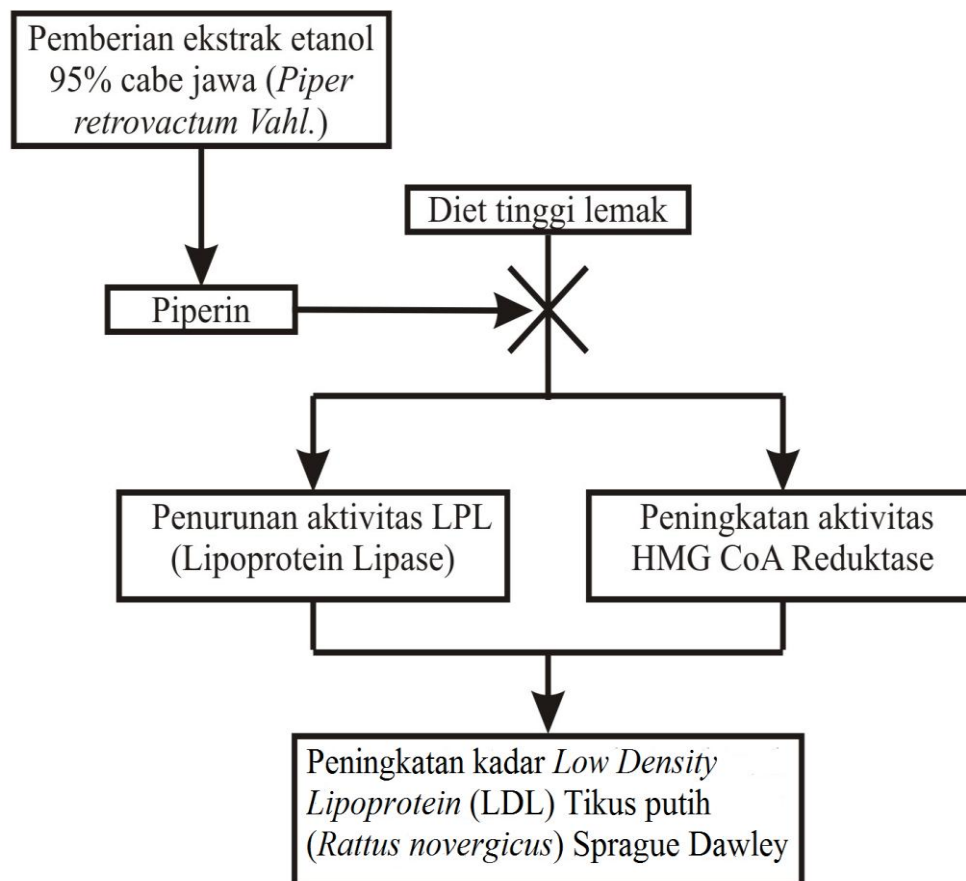 Pemberian ekstrak etanol
95% cabe jawa (Piper
retrovactum Vahl.)
Diet tinggi lemak
Piperin
Penurunan aktivitas LPL
(Lipoprotein Lipase)
Peningkatan aktivitas
HMG CoA Reduktase
Peningkatan kadar Low Density
Lipoprotein (LDL) Tikus putih
(Rattus novergicus) Sprague Dawley